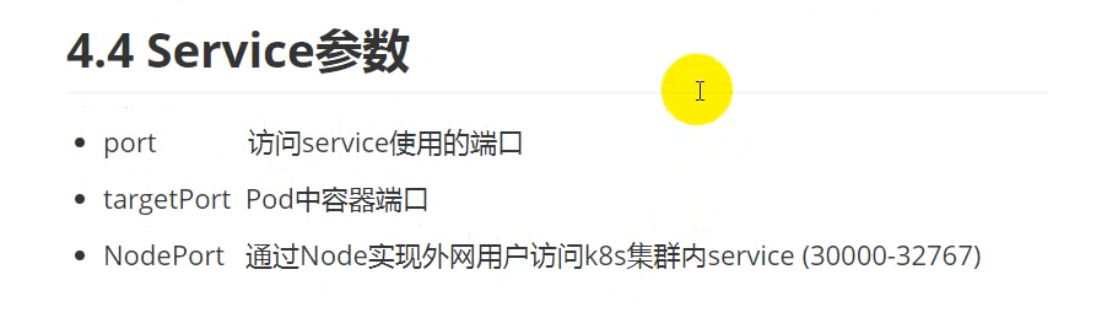 4.4 Service参数
port 访问service使用的端口
targetPort Pod中容器端口
NodePort 通过Node实现外网用户访问k8s集群内service (30000-32767)